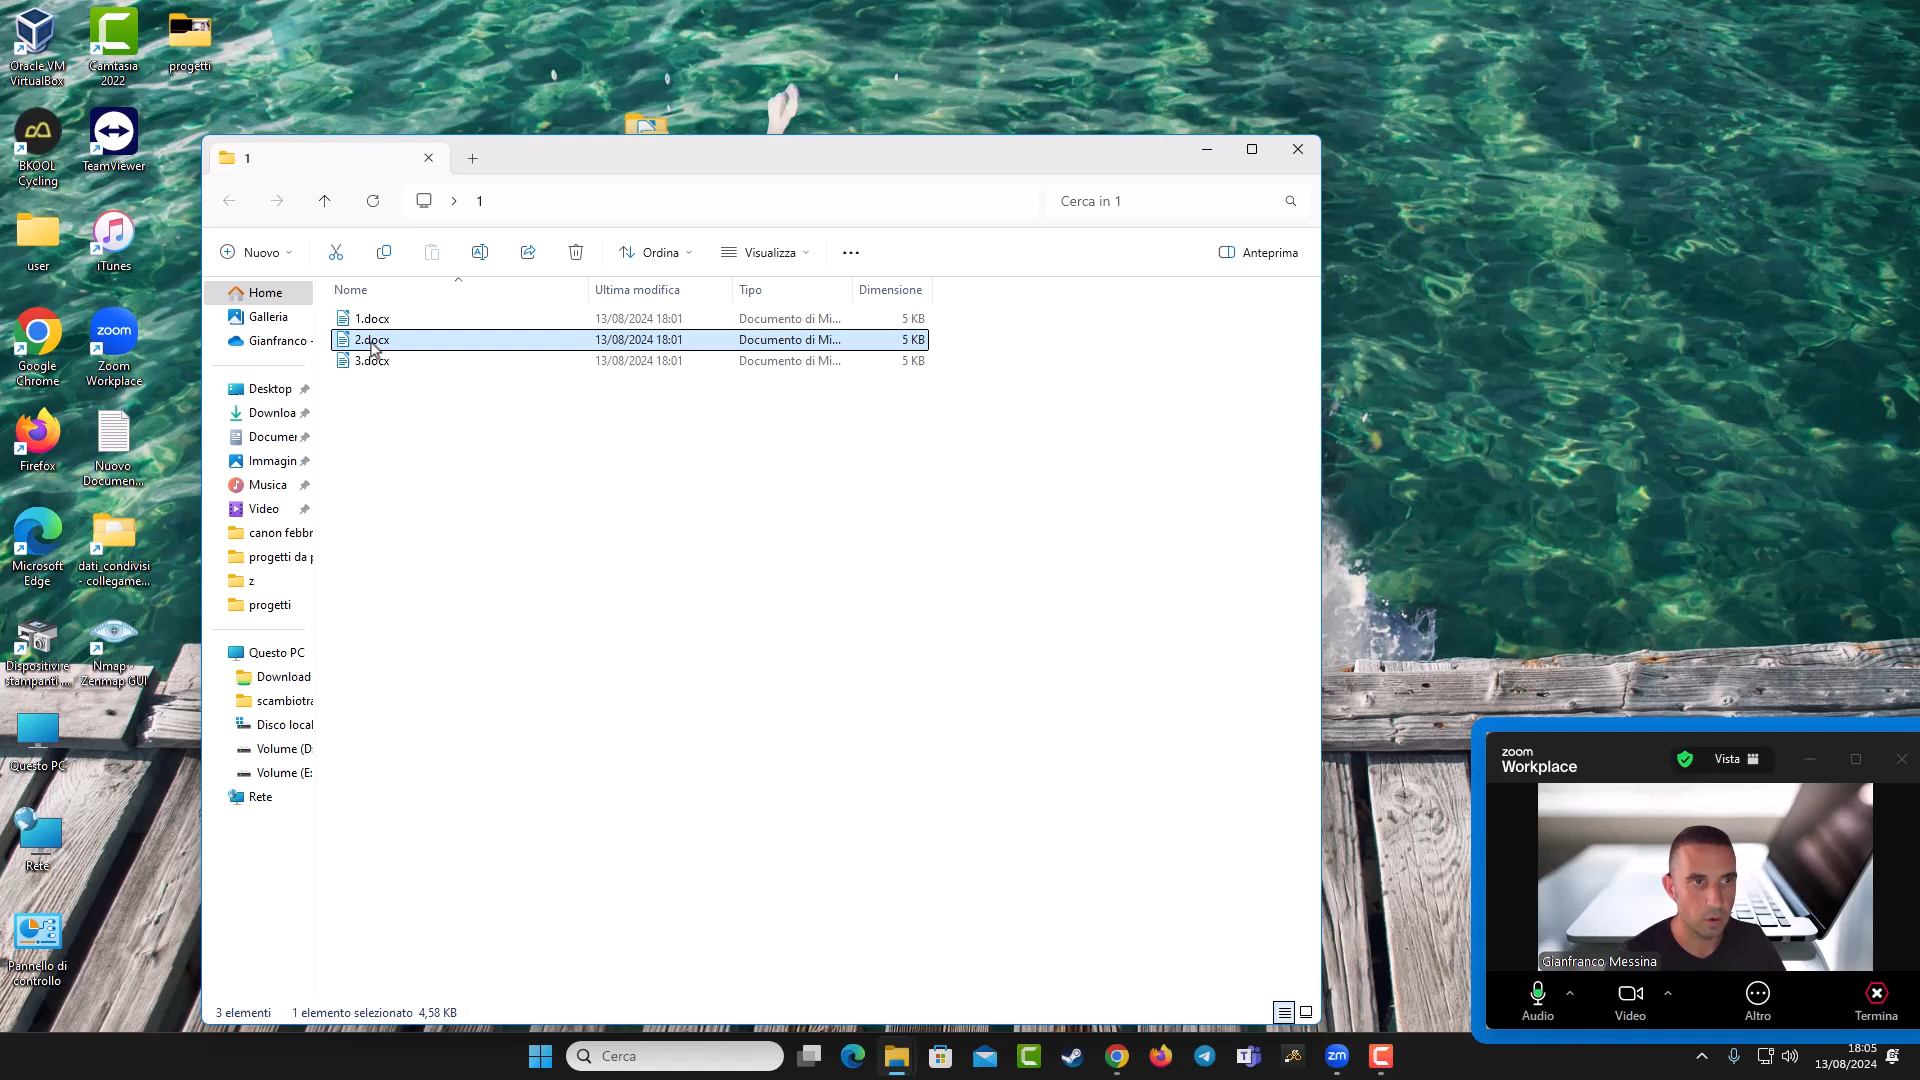 Oracle VM
VirtualBox
Camtasia
2022
progetti
BKOOL
Cycling
TeamViewer
user
iTunes
Google
Chrome
zoom
Zoom
Workplace
Firefox
Nuovo
Documen...
Microsoft
Edge
dati_condivisi
- collegame...
Dispositivi e
stampanti ...
Nmap -
Zenmap GUI
Questo PC
Rete
Pannello di
controllo
1
1
Cerca in 1
Nuovo
Ordina
Visualizza
Anteprima
Home
Galleria
Gianfranco -
Desktop
Downloa
Documen
Immagin
Musica
Video
canon febbr
progetti da p
z
progetti
Questo PC
Download
scambiotra
Disco local
Volume (D:
Volume (E:
Rete
Nome
Ultima modifica
Tipo
Dimensione
1.docx 13/08/2024 18:01 Documento di Mi... 5 KB
2.docx 13/08/2024 18:01 Documento di Mi... 5 KB
3.docx 13/08/2024 18:01 Documento di Mi... 5 KB
3 elementi
1 elemento selezionato 4,58 KB
zoom
Workplace
Vista
Gianfranco Messina
Audio
Video
Altro
Termina
Cerca
zm
18:05
13/08/2024